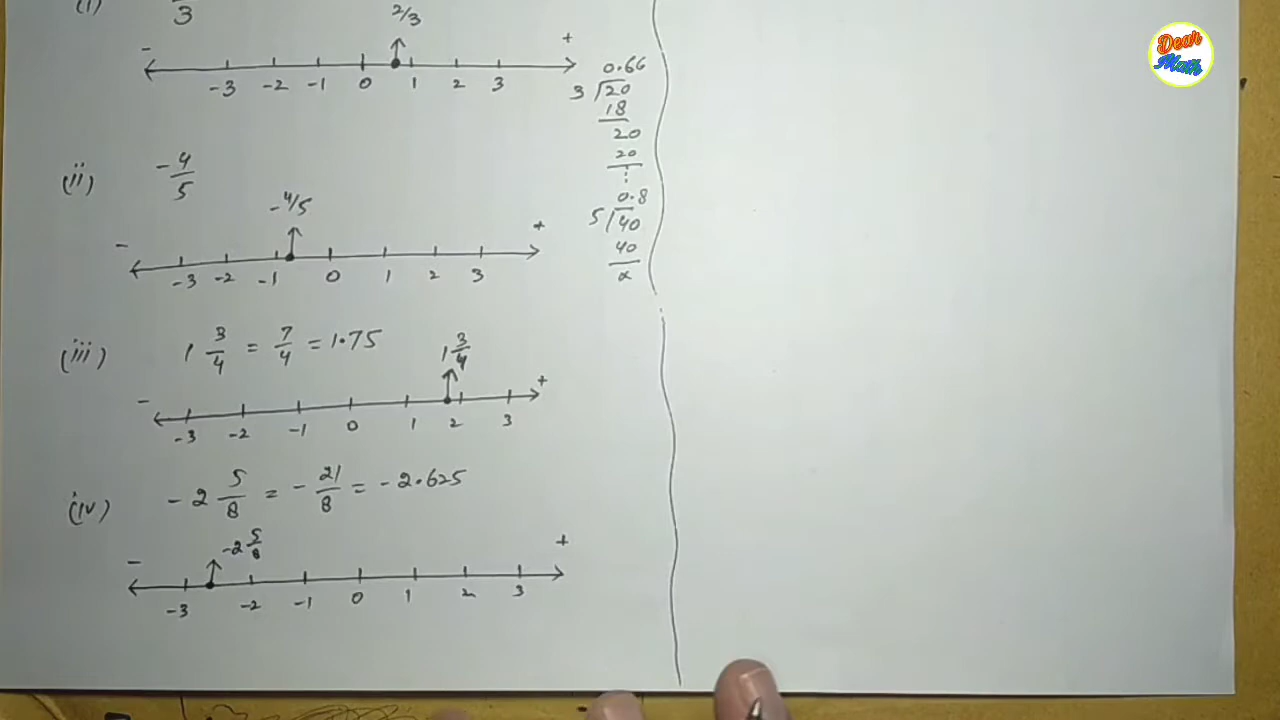 (i) 3
2/3
- +
-3 -2 -1 0 1 2 3
0.66
3 20
18
20
20
⋮
(ii) -4/5
-4/5
- +
-3 -2 -1 0 1 2 3
0.8
5 40
40
x
(iii) 1 3/4 = 7/4 = 1.75
1 3/4
- +
-3 -2 -1 0 1 2 3
(iv) -2 5/8 = -21/8 = -2.625
-2 5/8
- +
-3 -2 -1 0 1 2 3
Dear
Math